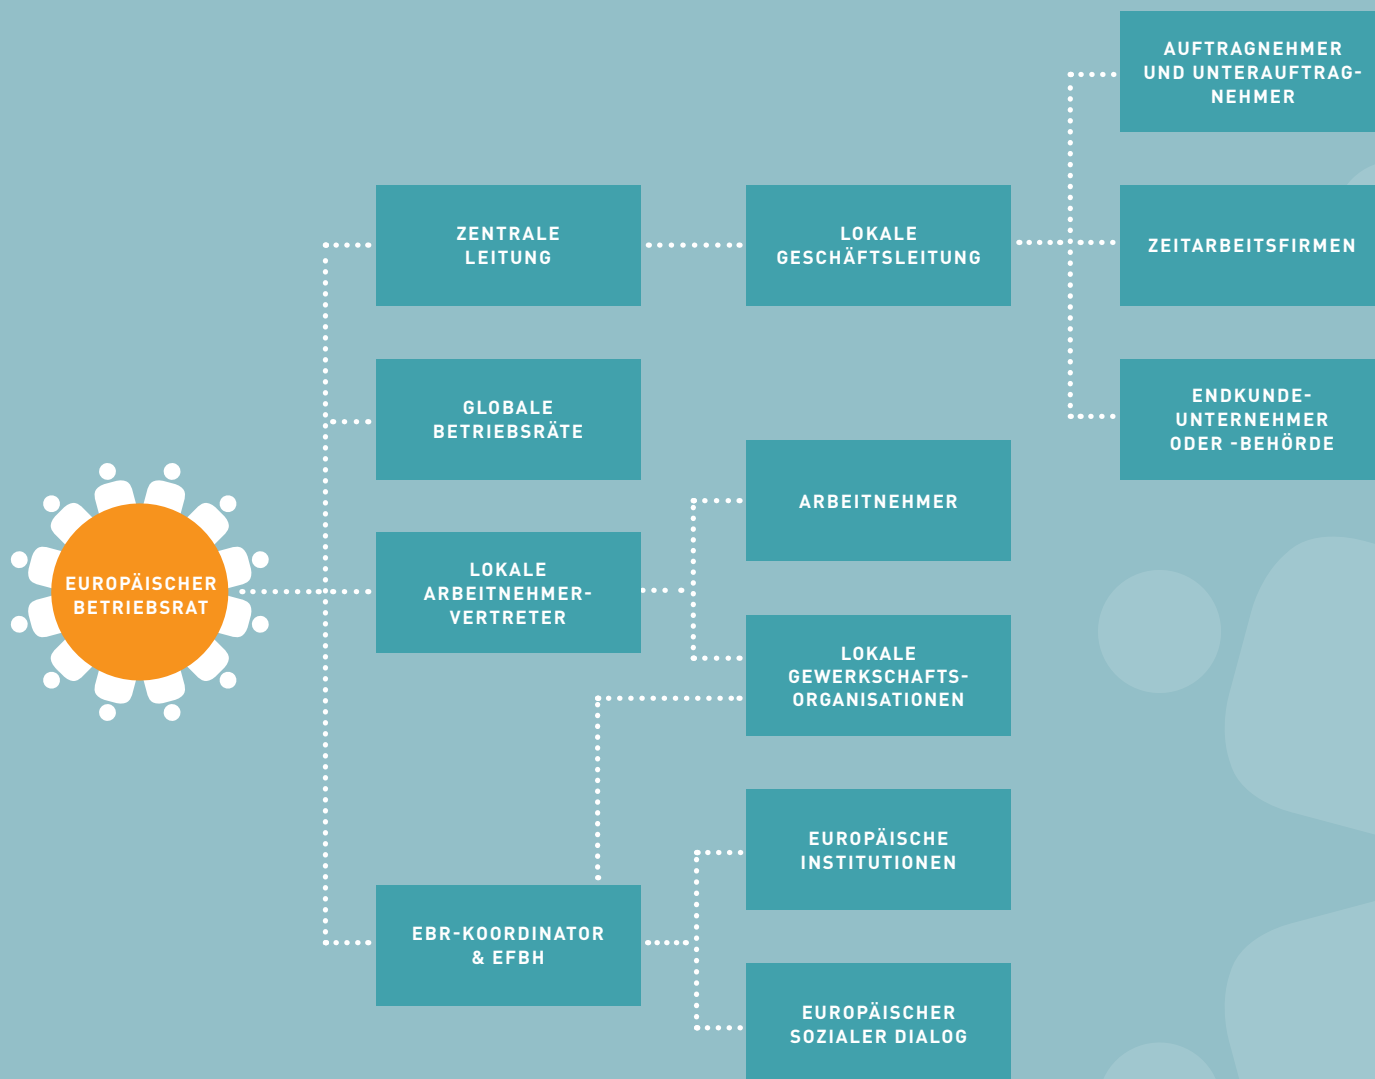 AUFTRAGNEHMER
UND UNTERAUFTRAG-
NEHMER
ZENTRALE
LEITUNG
LOKALE
GESCHÄFTSLEITUNG
ZEITARBEITSFIRMEN
GLOBALE
BETRIEBSRÄTE
ENDKUNDE-
UNTERNEHMER
ODER -BEHÖRDE
ARBEITNEHMER
EUROPÄISCHER
BETRIEBSRAT
LOKALE
ARBEITNEHMER-
VERTRETER
LOKALE
GEWERKSCHAFTS-
ORGANISATIONEN
EUROPÄISCHE
INSTITUTIONEN
EBR-KOORDINATOR
& EFBH
EUROPÄISCHER
SOZIALER DIALOG